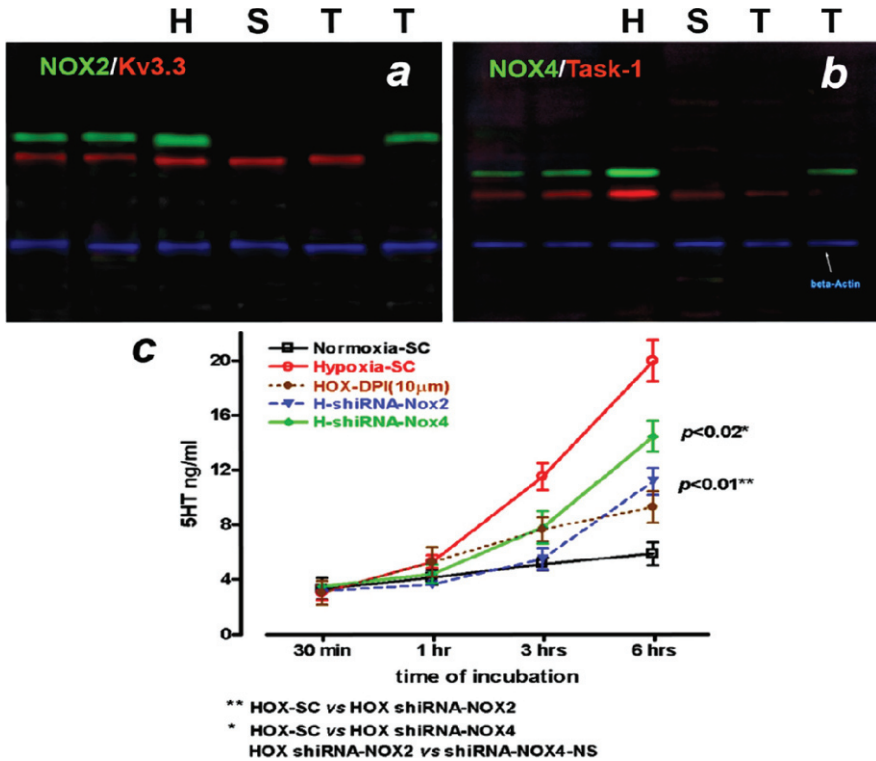 H S T T
H S T T
NOX2/Kv3.3
a
NOX4/Task-1
b
beta-Actin
c
Normoxia-SC
Hypoxia-SC
HOX-DPI(10μm)
H-shiRNA-Nox2
H-shiRNA-Nox4
20
16
12
8
4
0
5HT ng/ml
p<0.02*
p<0.01**
30 min 1 hr 3 hrs 6 hrs
time of incubation
** HOX-SC vs HOX shiRNA-NOX2
* HOX-SC vs HOX shiRNA-NOX4
HOX shiRNA-NOX2 vs shiRNA-NOX4-NS